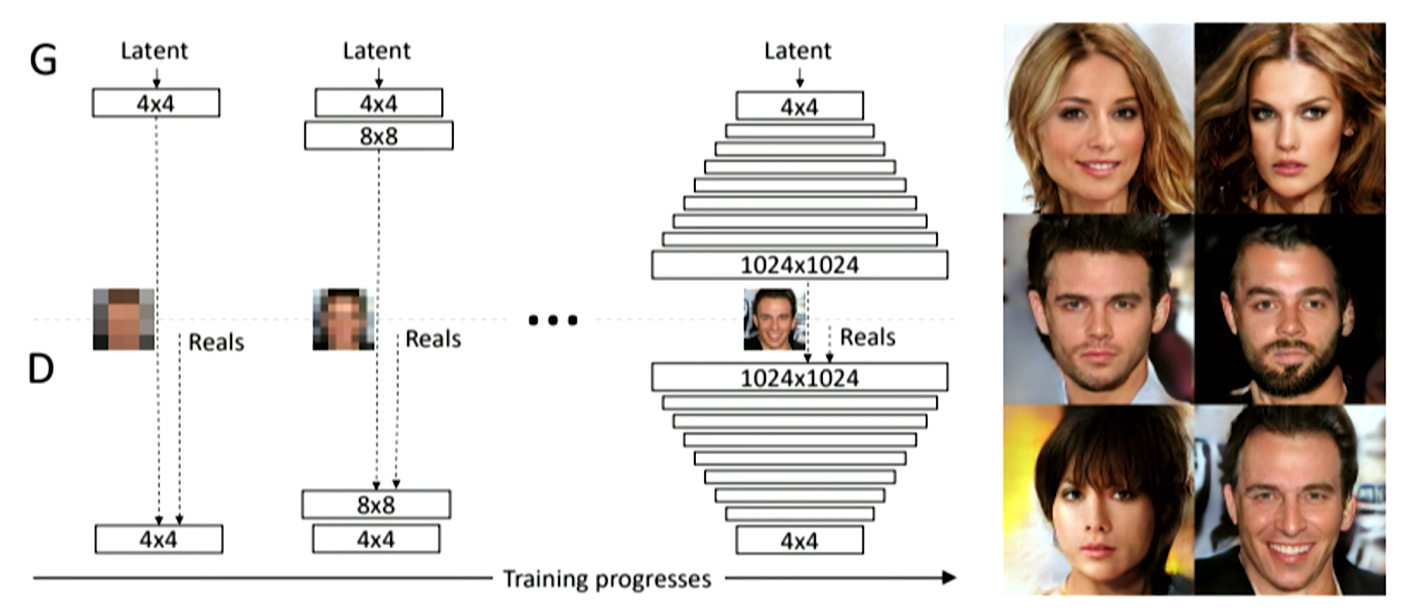 G
Latent
4x4
Reals
4x4
Latent
4x4
8x8
Reals
8x8
4x4
...
Latent
4x4
1024x1024
Reals
1024x1024
4x4
D
Training progresses